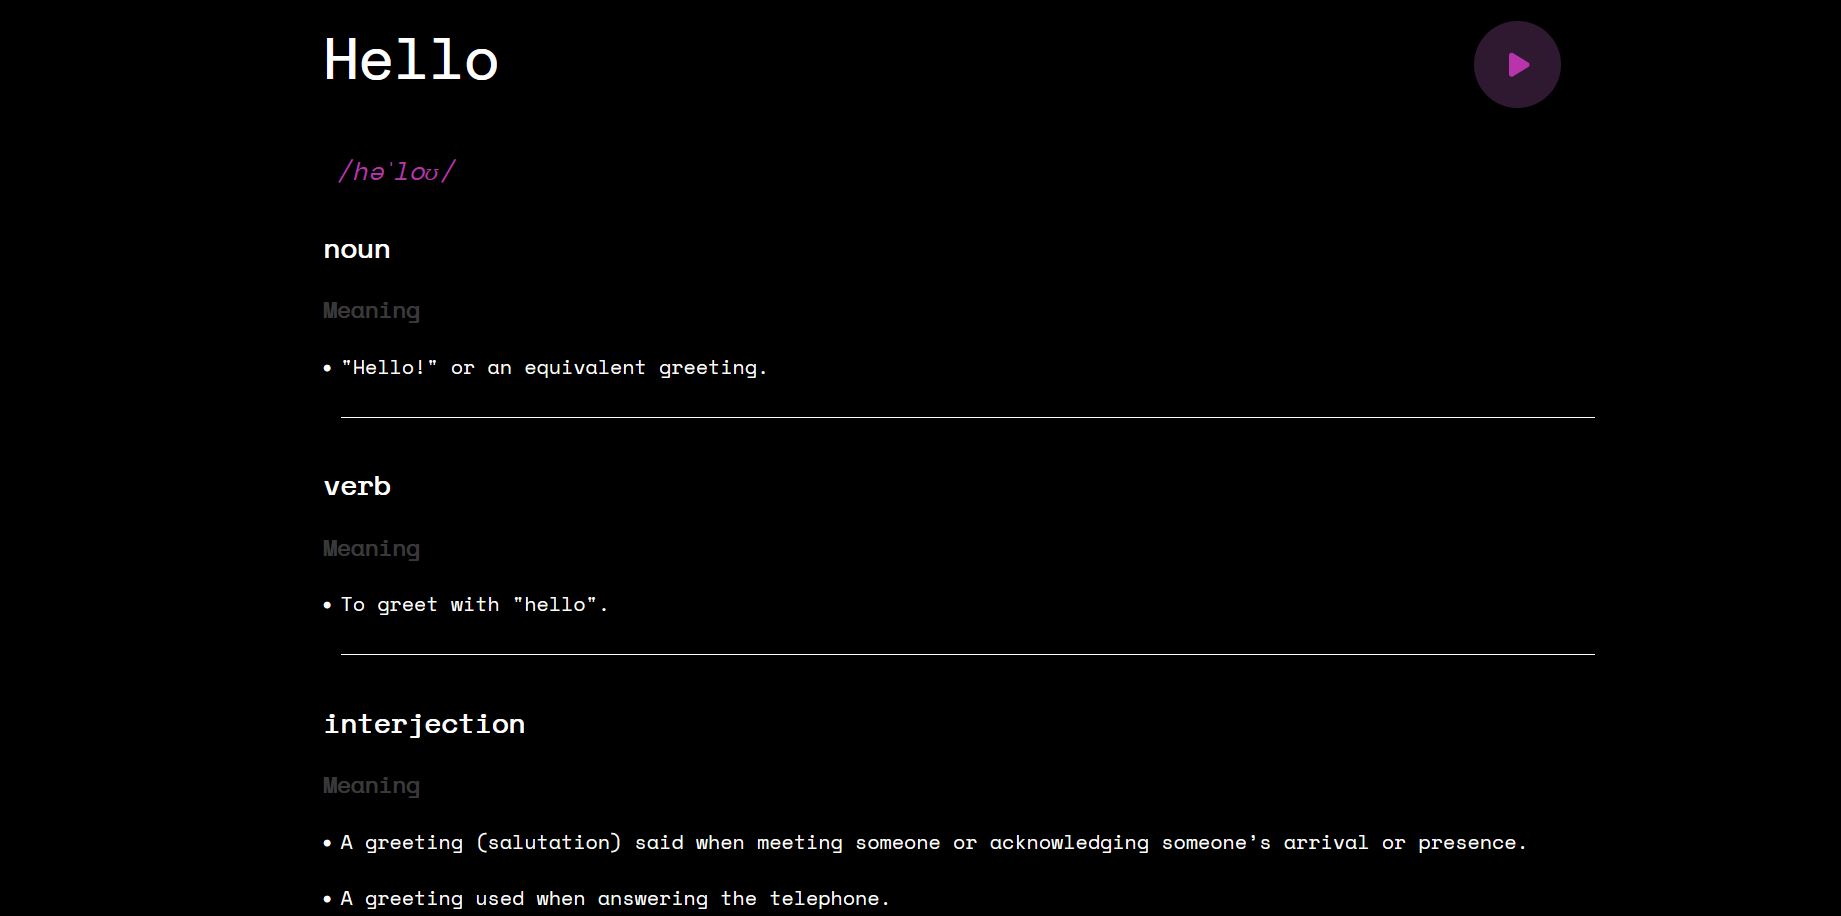 Hello
/həˈloʊ/
noun
Meaning
• "Hello!" or an equivalent greeting.
verb
Meaning
• To greet with "hello".
interjection
Meaning
• A greeting (salutation) said when meeting someone or acknowledging someone’s arrival or presence.
• A greeting used when answering the telephone.